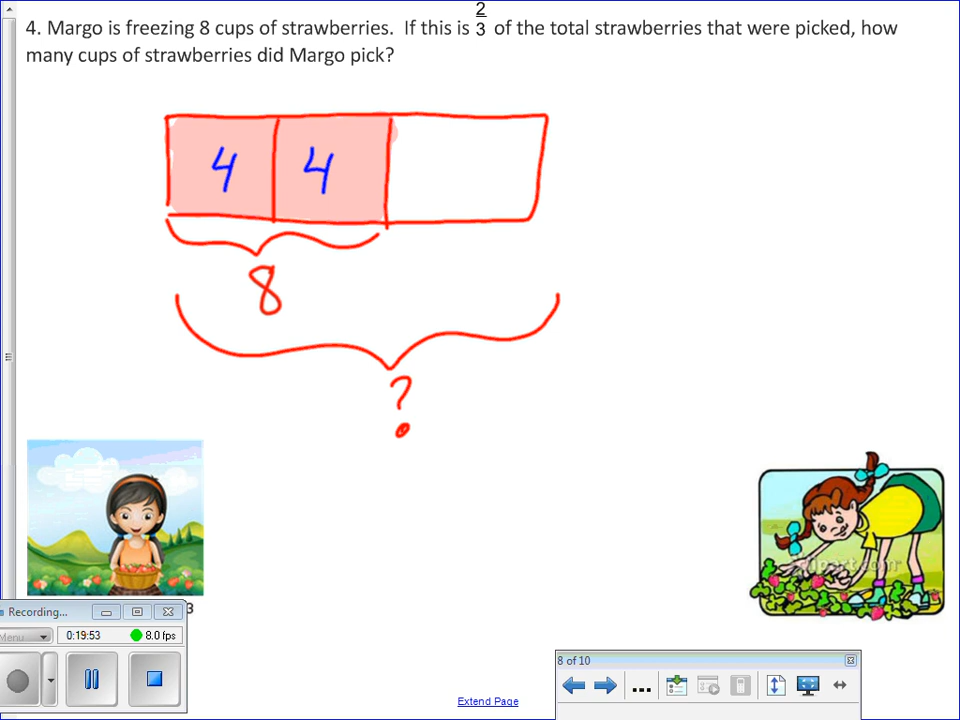 2
4. Margo is freezing 8 cups of strawberries. If this is 3 of the total strawberries that were picked, how
many cups of strawberries did Margo pick?
4 4
8
?
3
Recording...
Menu 0:19:53 8.0 fps
8 of 10
...
Extend Page